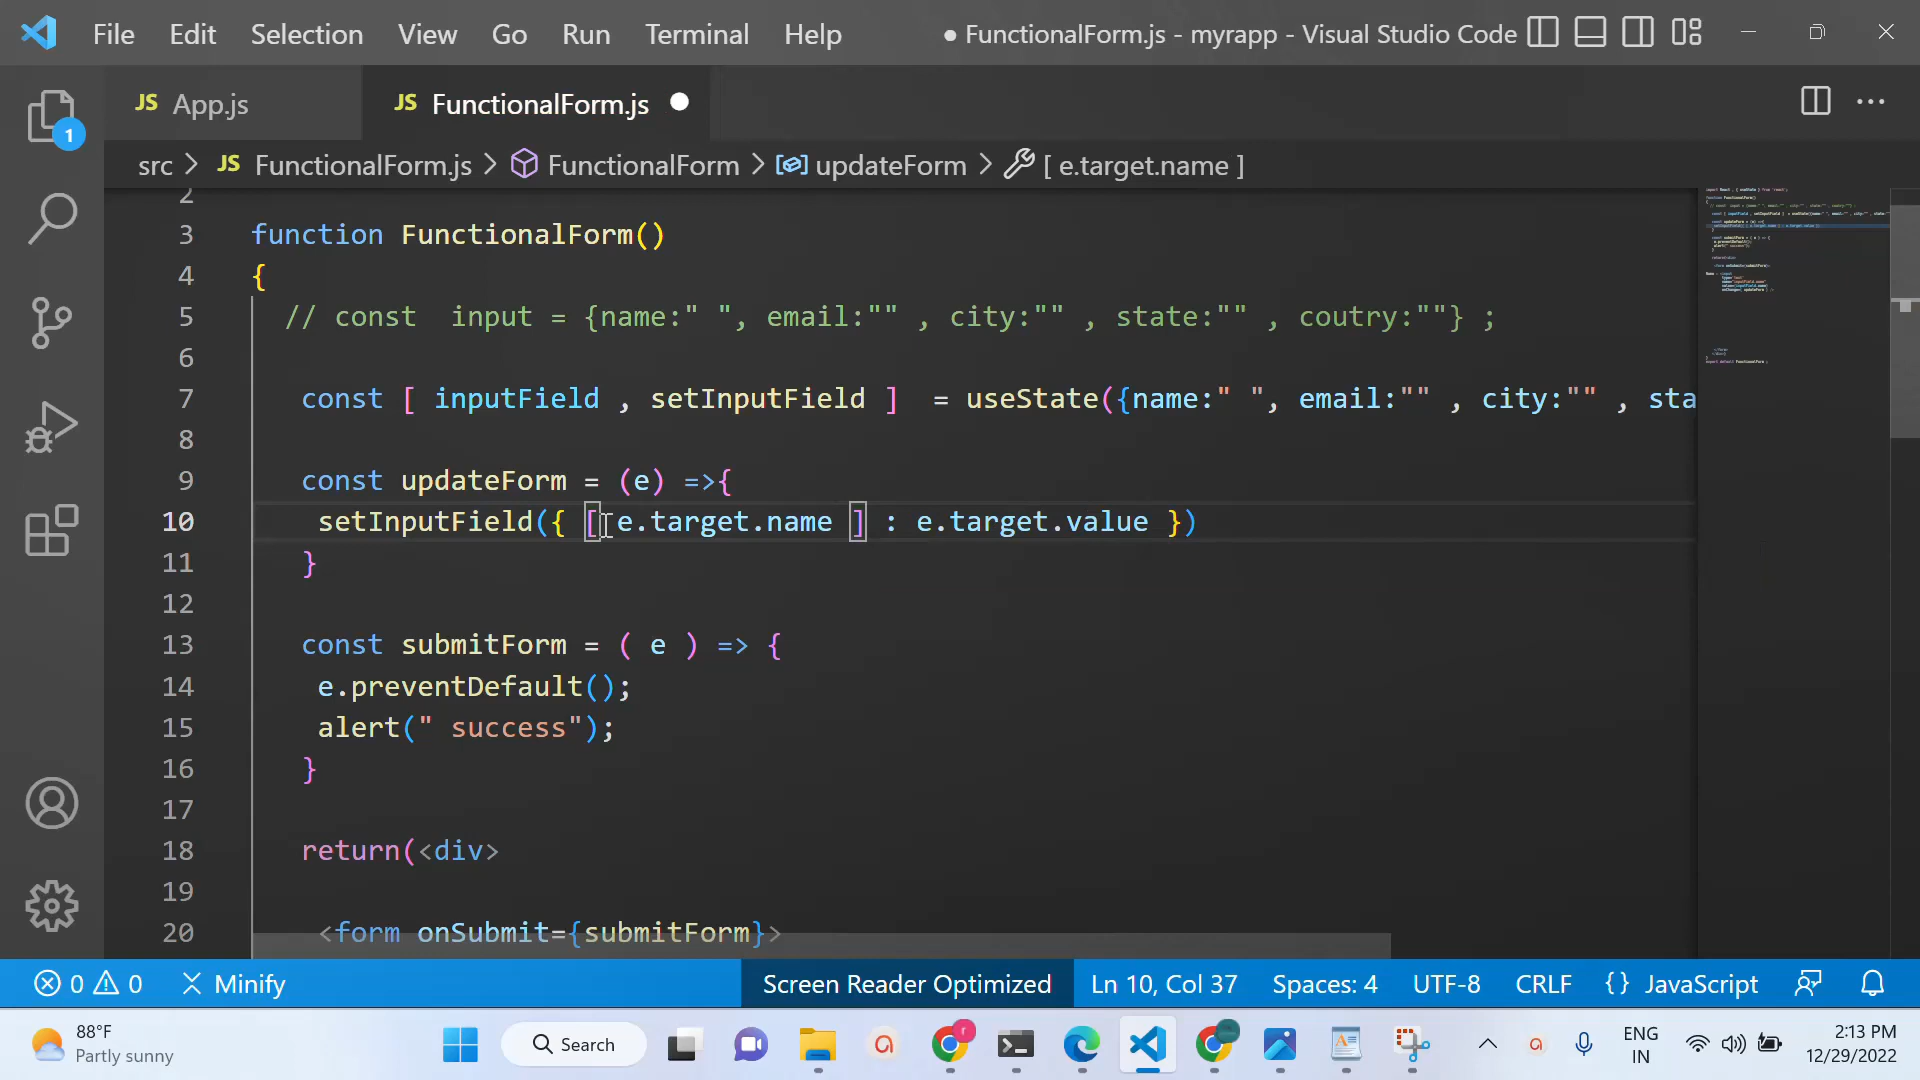 File Edit Selection View Go Run Terminal Help ● FunctionalForm.js - myrapp - Visual Studio Code
JS App.js JS FunctionalForm.js
1
src > JS FunctionalForm.js > FunctionalForm > updateForm > [ e.target.name ]
2
3 function FunctionalForm()
4 {
5 // const  input = {name:" ", email:"" , city:"" , state:"" , coutry:""} ;
6
7 const [ inputField , setInputField ]  = useState({name:" ", email:"" , city:"" , sta
8
9 const updateForm = (e) =>{
10 setInputField({ [ e.target.name ] : e.target.value })
11 }
12
13 const submitForm = ( e ) => {
14 e.preventDefault();
15 alert(" success");
16 }
17
18 return(<div>
19
20 <form onSubmit={submitForm}>
0 0 Minify Screen Reader Optimized Ln 10, Col 37 Spaces: 4 UTF-8 CRLF {} JavaScript
88°F
Partly sunny
Search
ENG
IN
2:13 PM
12/29/2022